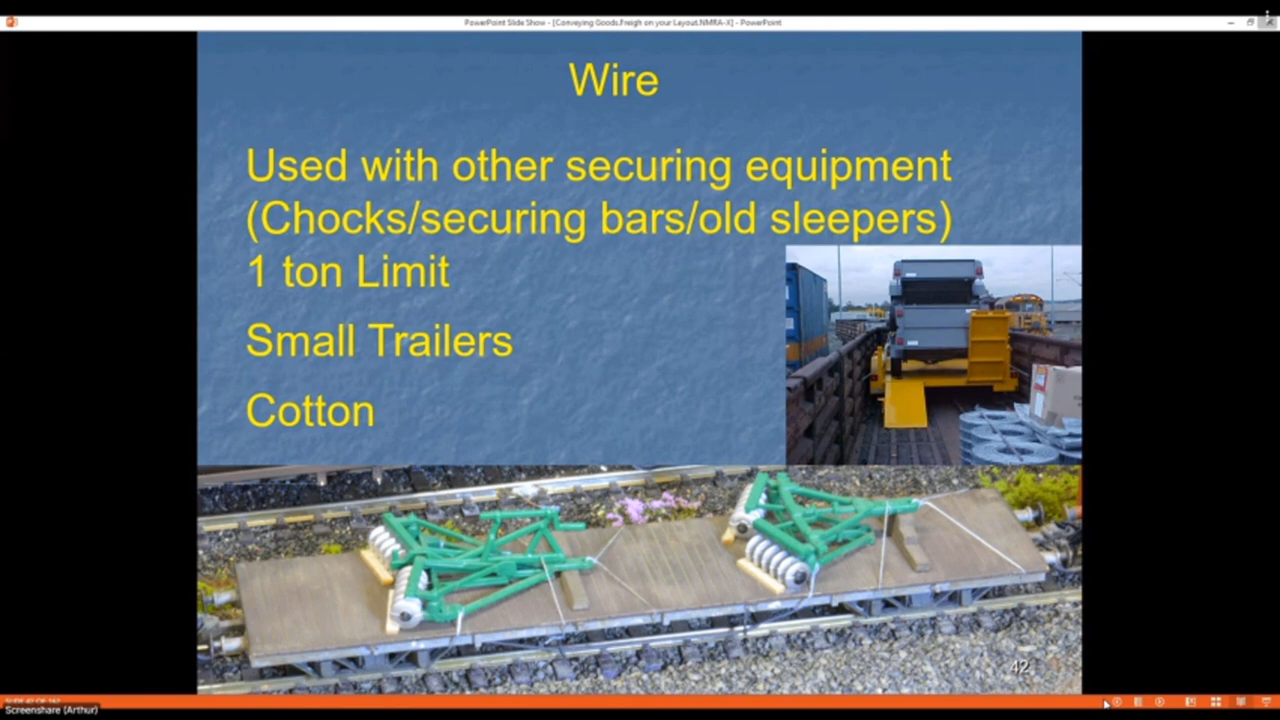 PowerPoint Slide Show - [Conveying Goods.Freigh on your Layout.NMRA-X] - PowerPoint
Wire
Used with other securing equipment
(Chocks/securing bars/old sleepers)
1 ton Limit
Small Trailers
Cotton
42
Screenshare (Arthur)